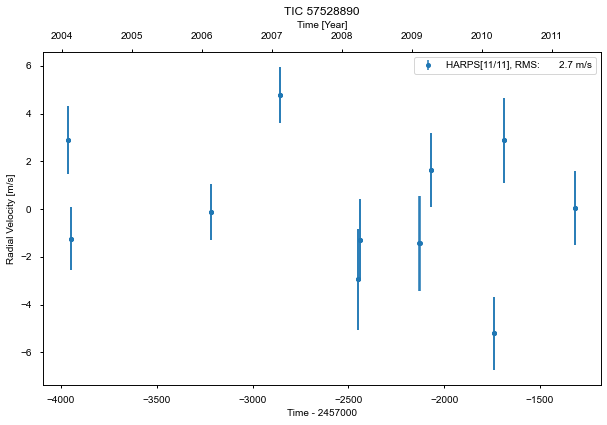 TIC 57528890
Time [Year]
2004 2005 2006 2007 2008 2009 2010 2011
HARPS[11/11], RMS: 2.7 m/s
6
4
2
0
−2
−4
−6
Radial Velocity [m/s]
−4000 −3500 −3000 −2500 −2000 −1500
Time - 2457000